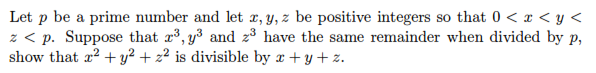 Let p be a prime number and let x, y, z be positive integers so that 0 < x < y <
z < p. Suppose that x³, y³ and z³ have the same remainder when divided by p,
show that x² + y² + z² is divisible by x + y + z.